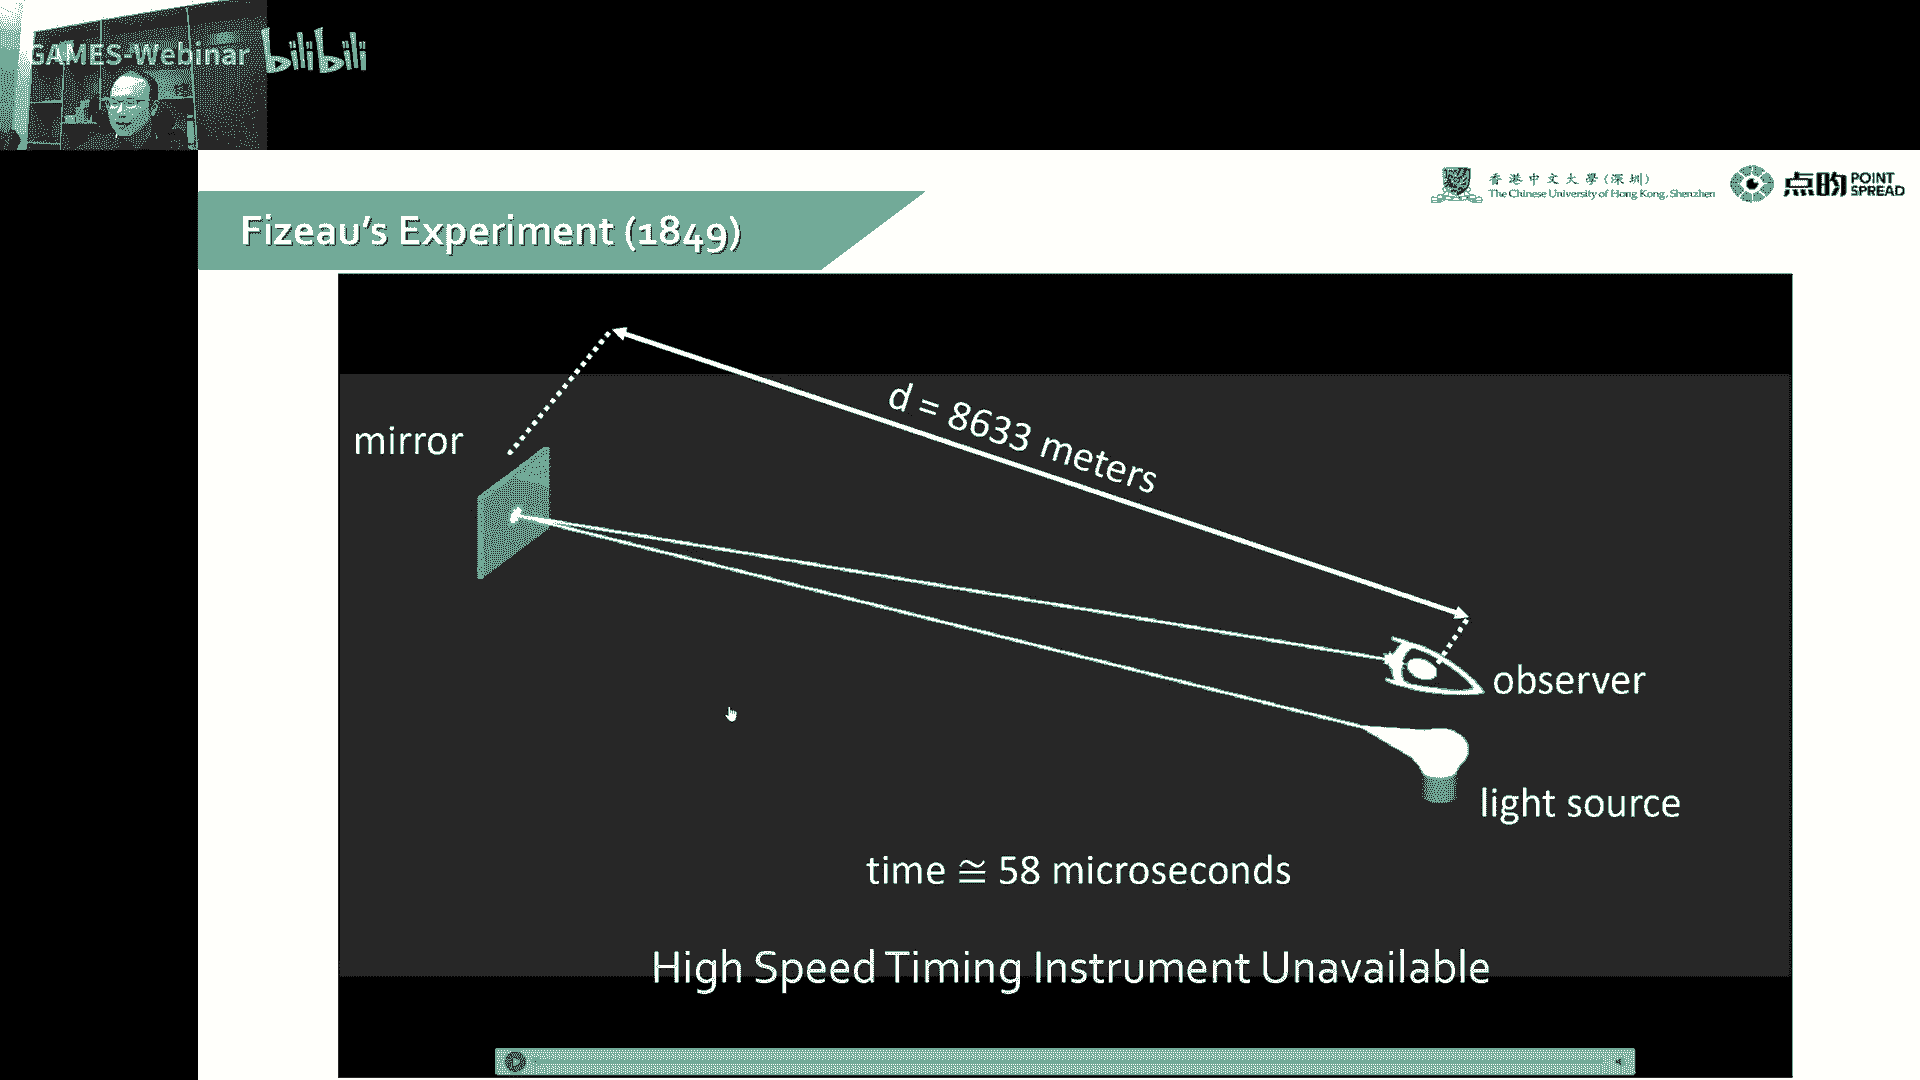 GAMES-Webinar bilibili
香港中文大學(深圳)
The Chinese University of Hong Kong, Shenzhen
点昀 POINT
SPREAD
Fizeau's Experiment (1849)
d = 8633 meters
mirror
observer
light source
time ≅ 58 microseconds
High Speed Timing Instrument Unavailable